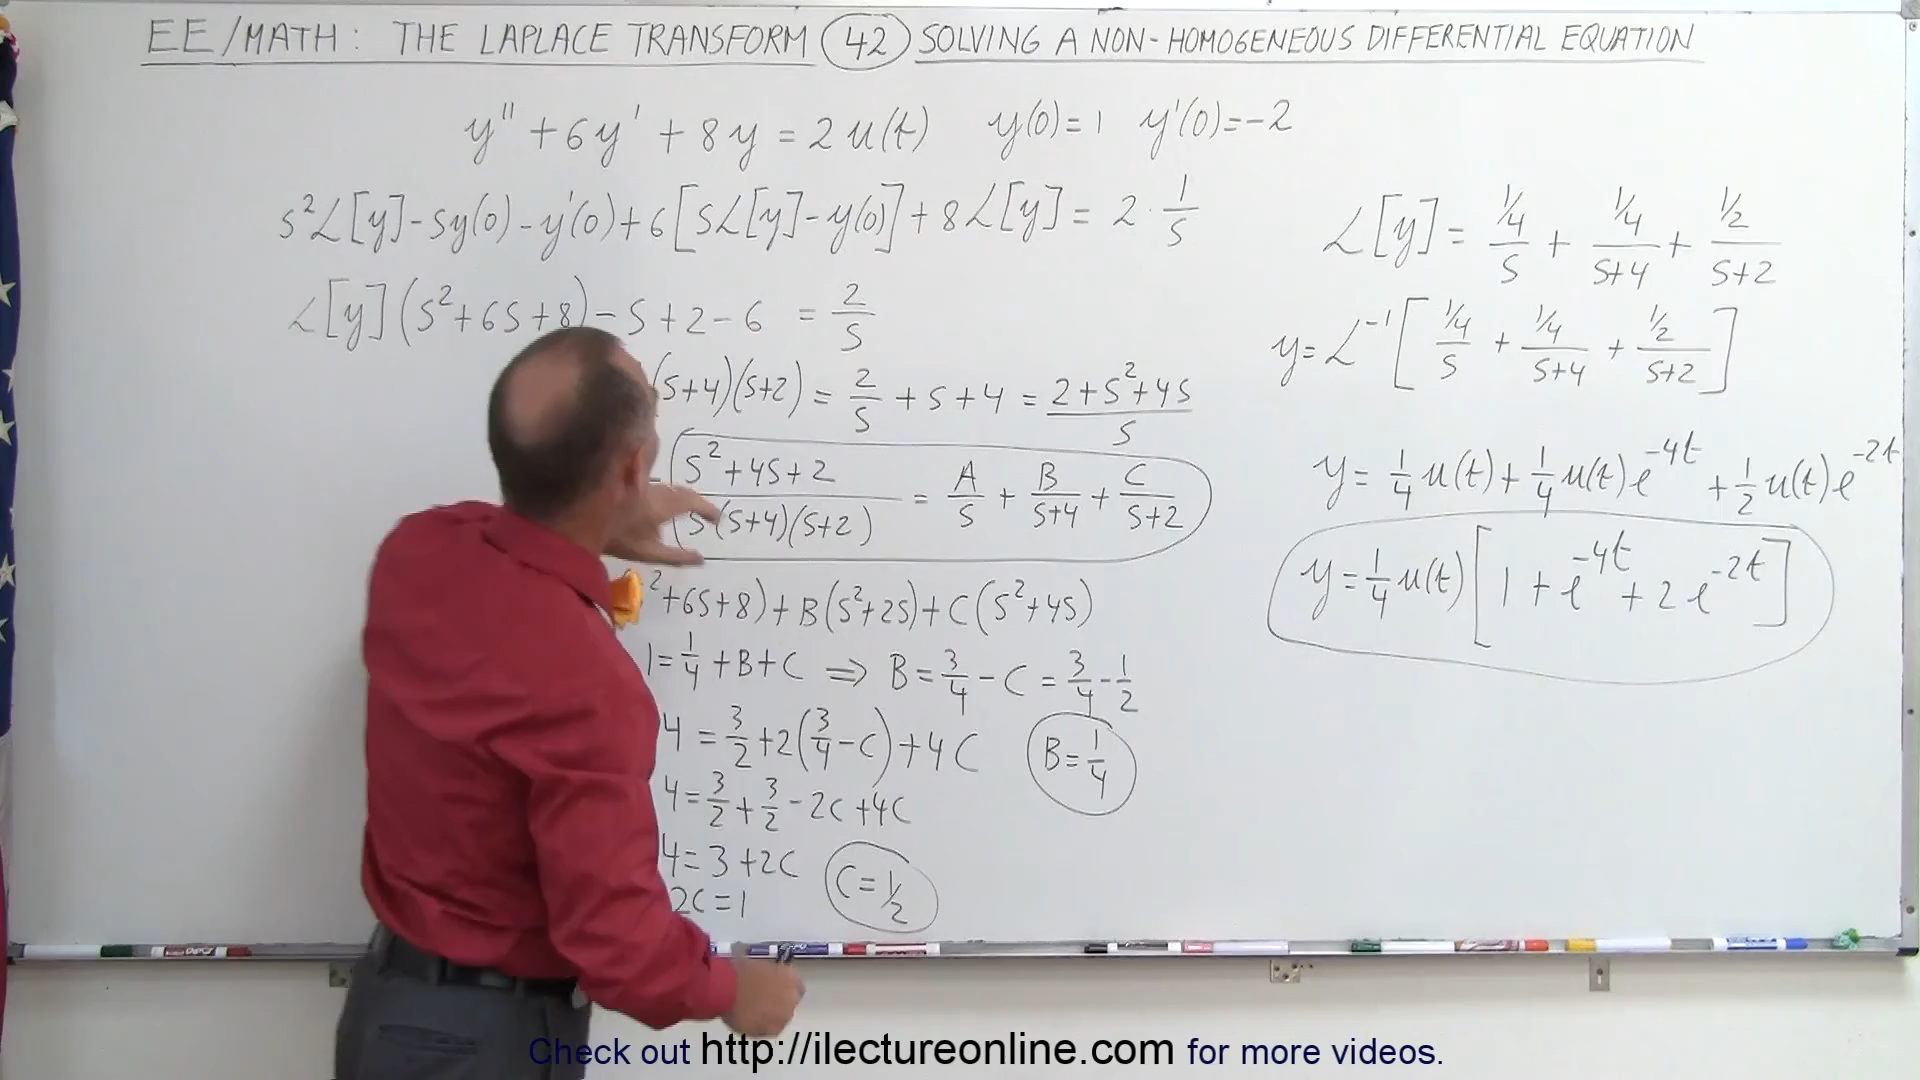 EE/MATH: THE LAPLACE TRANSFORM 42 SOLVING A NON-HOMOGENEOUS DIFFERENTIAL EQUATION
y'' + 6y' + 8y = 2u(t) y(0)=1 y'(0)=-2
s²ℒ[y] - sy(0) - y'(0) + 6[sℒ[y] - y(0)] + 8ℒ[y] = 2 · 1/s
ℒ[y](s² + 6s + 8) - s + 2 - 6 = 2/s
(s+4)(s+2) = 2/s + s + 4 = (2 + s² + 4s)/s
(s² + 4s + 2)/(s(s+4)(s+2)) = A/s + B/(s+4) + C/(s+2)
² + 6s + 8) + B(s² + 2s) + C(s² + 4s)
1 = 1/4 + B + C ⇒ B = 3/4 - C = 3/4 - 1/2
4 = 3/2 + 2(3/4 - C) + 4C
B = 1/4
4 = 3/2 + 3/2 - 2C + 4C
4 = 3 + 2C
C = 1/2
2C = 1
ℒ[y] = 1/4/s + 1/4/(s+4) + 1/2/(s+2)
y = ℒ⁻¹[1/4/s + 1/4/(s+4) + 1/2/(s+2)]
y = 1/4 u(t) + 1/4 u(t)e^-4t + 1/2 u(t)e^-2t
y = 1/4 u(t)[1 + e^-4t + 2e^-2t]
Check out http://ilectureonline.com for more videos.